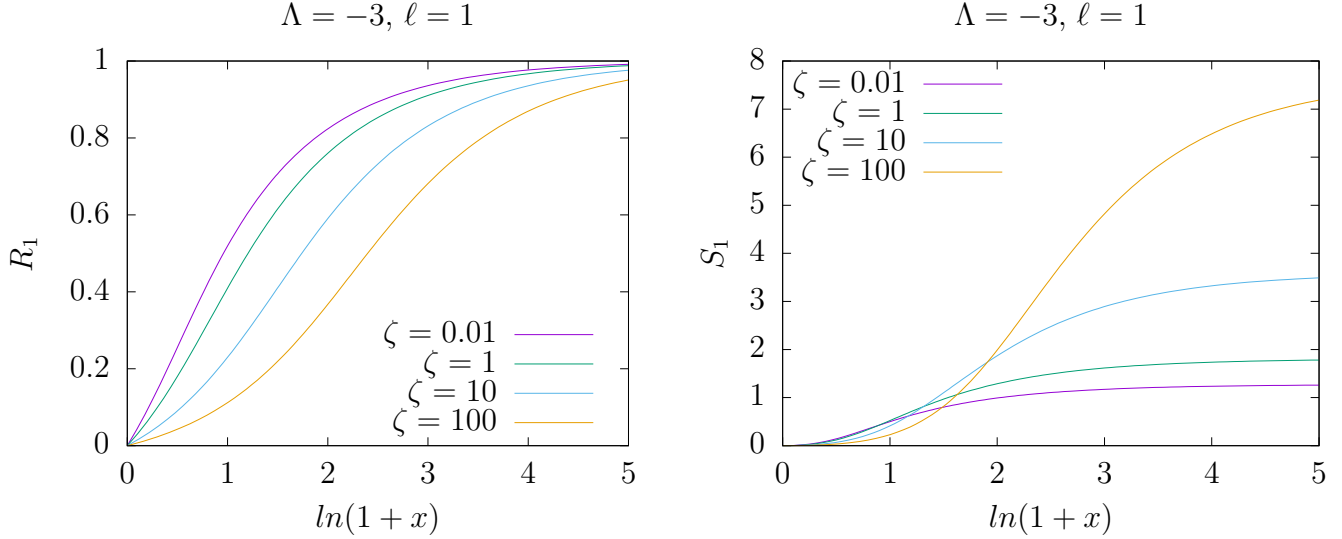 Λ = −3, ℓ = 1
R₁
1
0.8
0.6
0.4
0.2
0
ζ = 0.01
ζ = 1
ζ = 10
ζ = 100
0 1 2 3 4 5
ln(1 + x)
Λ = −3, ℓ = 1
S₁
8
7
6
5
4
3
2
1
0
ζ = 0.01
ζ = 1
ζ = 10
ζ = 100
0 1 2 3 4 5
ln(1 + x)